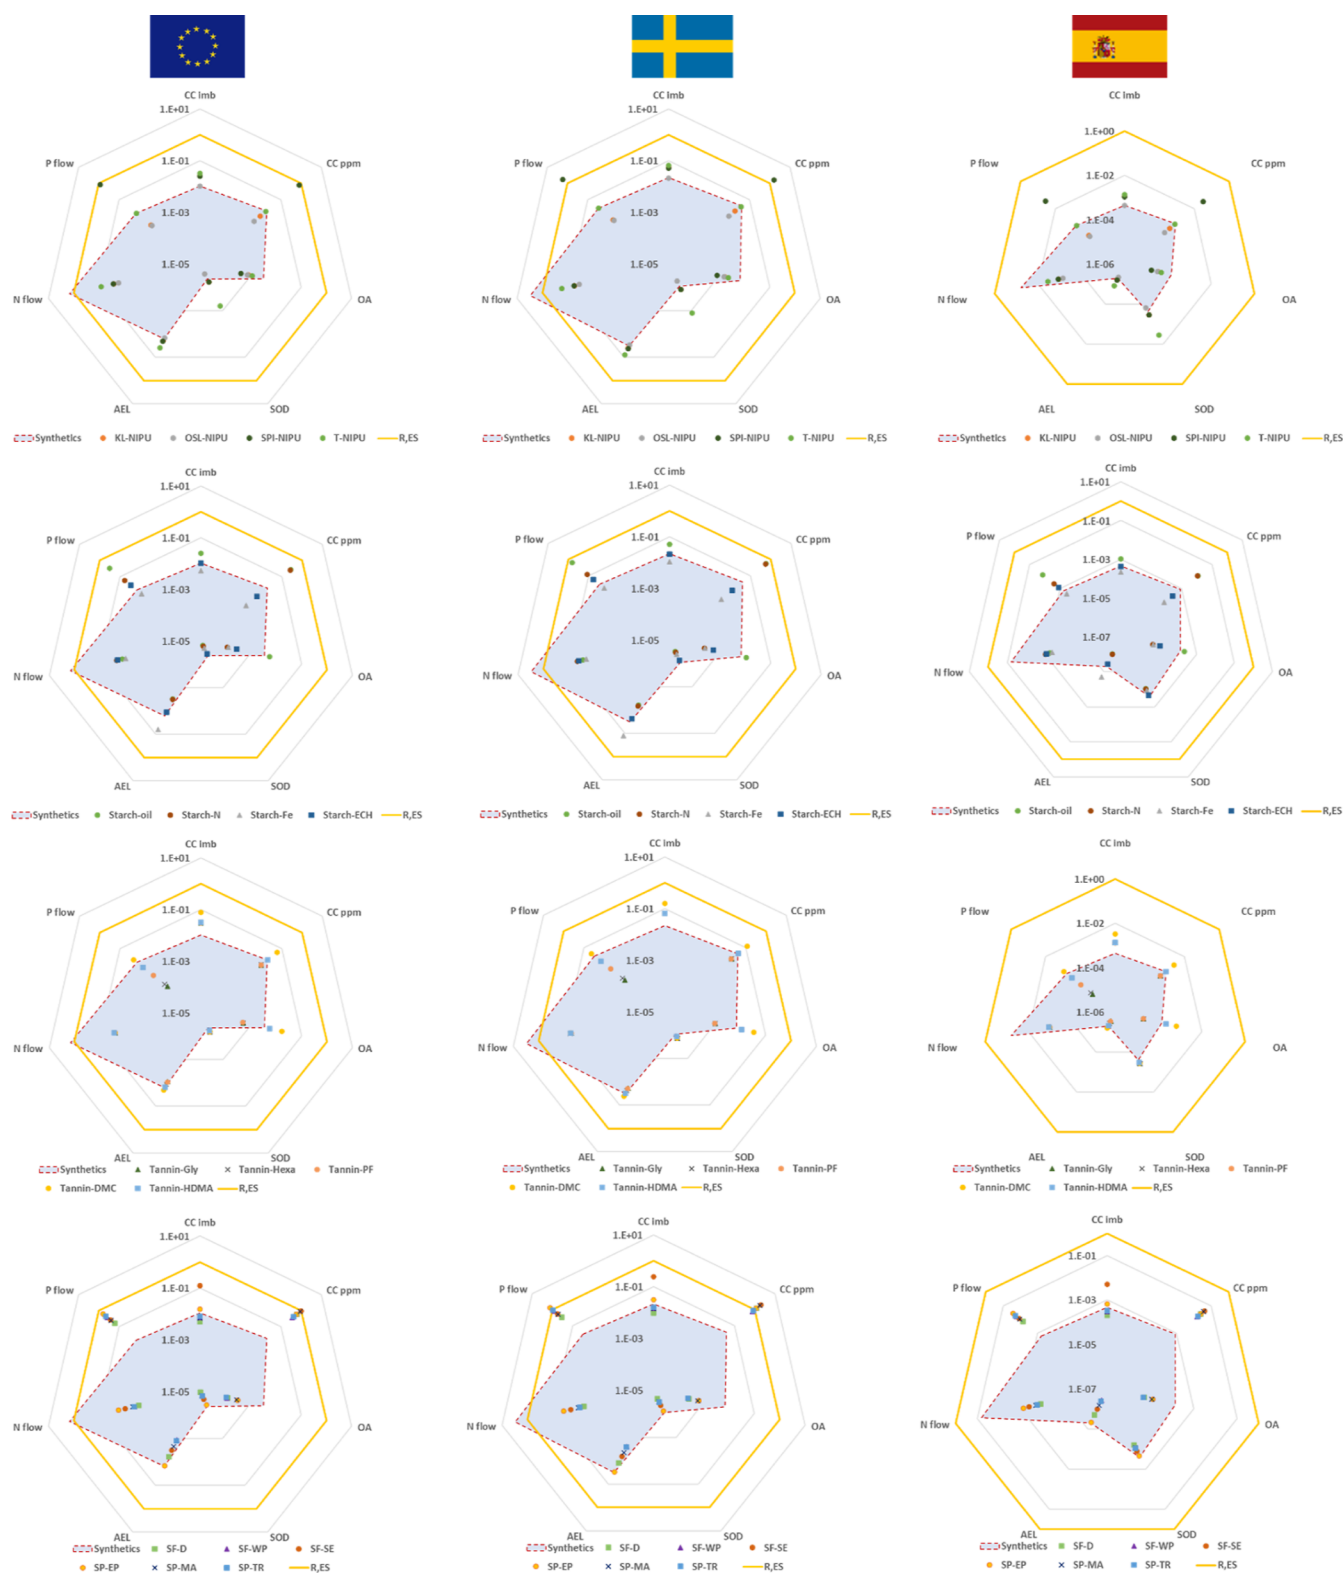 CC imb
1.E+01
P flow
CC ppm
1.E-01
1.E-03
1.E-05
N flow
OA
AEL
SOD
Synthetics KL-NIPU OSL-NIPU SPI-NIPU T-NIPU R,ES
CC imb
1.E+01
P flow
CC ppm
1.E-01
1.E-03
1.E-05
N flow
OA
AEL
SOD
Synthetics KL-NIPU OSL-NIPU SPI-NIPU T-NIPU R,ES
CC imb
1.E+00
P flow
CC ppm
1.E-02
1.E-04
1.E-06
N flow
OA
AEL
SOD
Synthetics KL-NIPU OSL-NIPU SPI-NIPU T-NIPU R,ES
CC imb
1.E+01
P flow
CC ppm
1.E-01
1.E-03
1.E-05
N flow
OA
AEL
SOD
Synthetics Starch-oil Starch-N Starch-Fe Starch-ECH R,ES
CC imb
1.E+01
P flow
CC ppm
1.E-01
1.E-03
1.E-05
N flow
OA
AEL
SOD
Synthetics Starch-oil Starch-N Starch-Fe Starch-ECH R,ES
CC imb
1.E+01
P flow
CC ppm
1.E-01
1.E-03
1.E-05
1.E-07
N flow
OA
AEL
SOD
Synthetics Starch-oil Starch-N Starch-Fe Starch-ECH R,ES
CC imb
1.E+01
P flow
CC ppm
1.E-01
1.E-03
1.E-05
N flow
OA
AEL
SOD
Synthetics Tannin-Gly Tannin-Hexa Tannin-PF
Tannin-DMC Tannin-HDMA R,ES
CC imb
1.E+01
P flow
CC ppm
1.E-01
1.E-03
1.E-05
N flow
OA
AEL
SOD
Synthetics Tannin-Gly Tannin-Hexa Tannin-PF
Tannin-DMC Tannin-HDMA R,ES
CC imb
1.E+00
P flow
CC ppm
1.E-02
1.E-04
1.E-06
N flow
OA
AEL
SOD
Synthetics Tannin-Gly Tannin-Hexa Tannin-PF
Tannin-DMC Tannin-HDMA R,ES
CC imb
1.E+01
P flow
CC ppm
1.E-01
1.E-03
1.E-05
N flow
OA
AEL
SOD
Synthetics SF-D SF-WP SF-SE
SP-EP SP-MA SP-TR R,ES
CC imb
1.E+01
P flow
CC ppm
1.E-01
1.E-03
1.E-05
N flow
OA
AEL
SOD
Synthetics SF-D SF-WP SF-SE
SP-EP SP-MA SP-TR R,ES
CC imb
P flow
CC ppm
1.E-01
1.E-03
1.E-05
1.E-07
N flow
OA
AEL
SOD
Synthetics SF-D SF-WP SF-SE
SP-EP SP-MA SP-TR R,ES